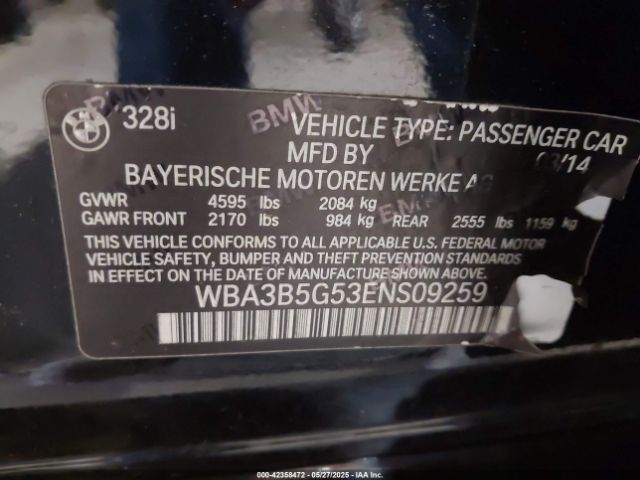 BMW
328i
VEHICLE TYPE: PASSENGER CAR
MFD BY /14
BAYERISCHE MOTOREN WERKE AG
GVWR 4595 lbs 2084 kg
GAWR FRONT 2170 lbs 984 kg REAR 2555 lbs 1159 kg
THIS VEHICLE CONFORMS TO ALL APPLICABLE U.S. FEDERAL MOTOR
VEHICLE SAFETY, BUMPER AND THEFT PREVENTION STANDARDS
IN EFFECT ON THE DATE OF MANUFACTURE SHOWN ABOVE.
WBA3B5G53ENS09259
000-42358472 - 05/27/2025 - IAA Inc.